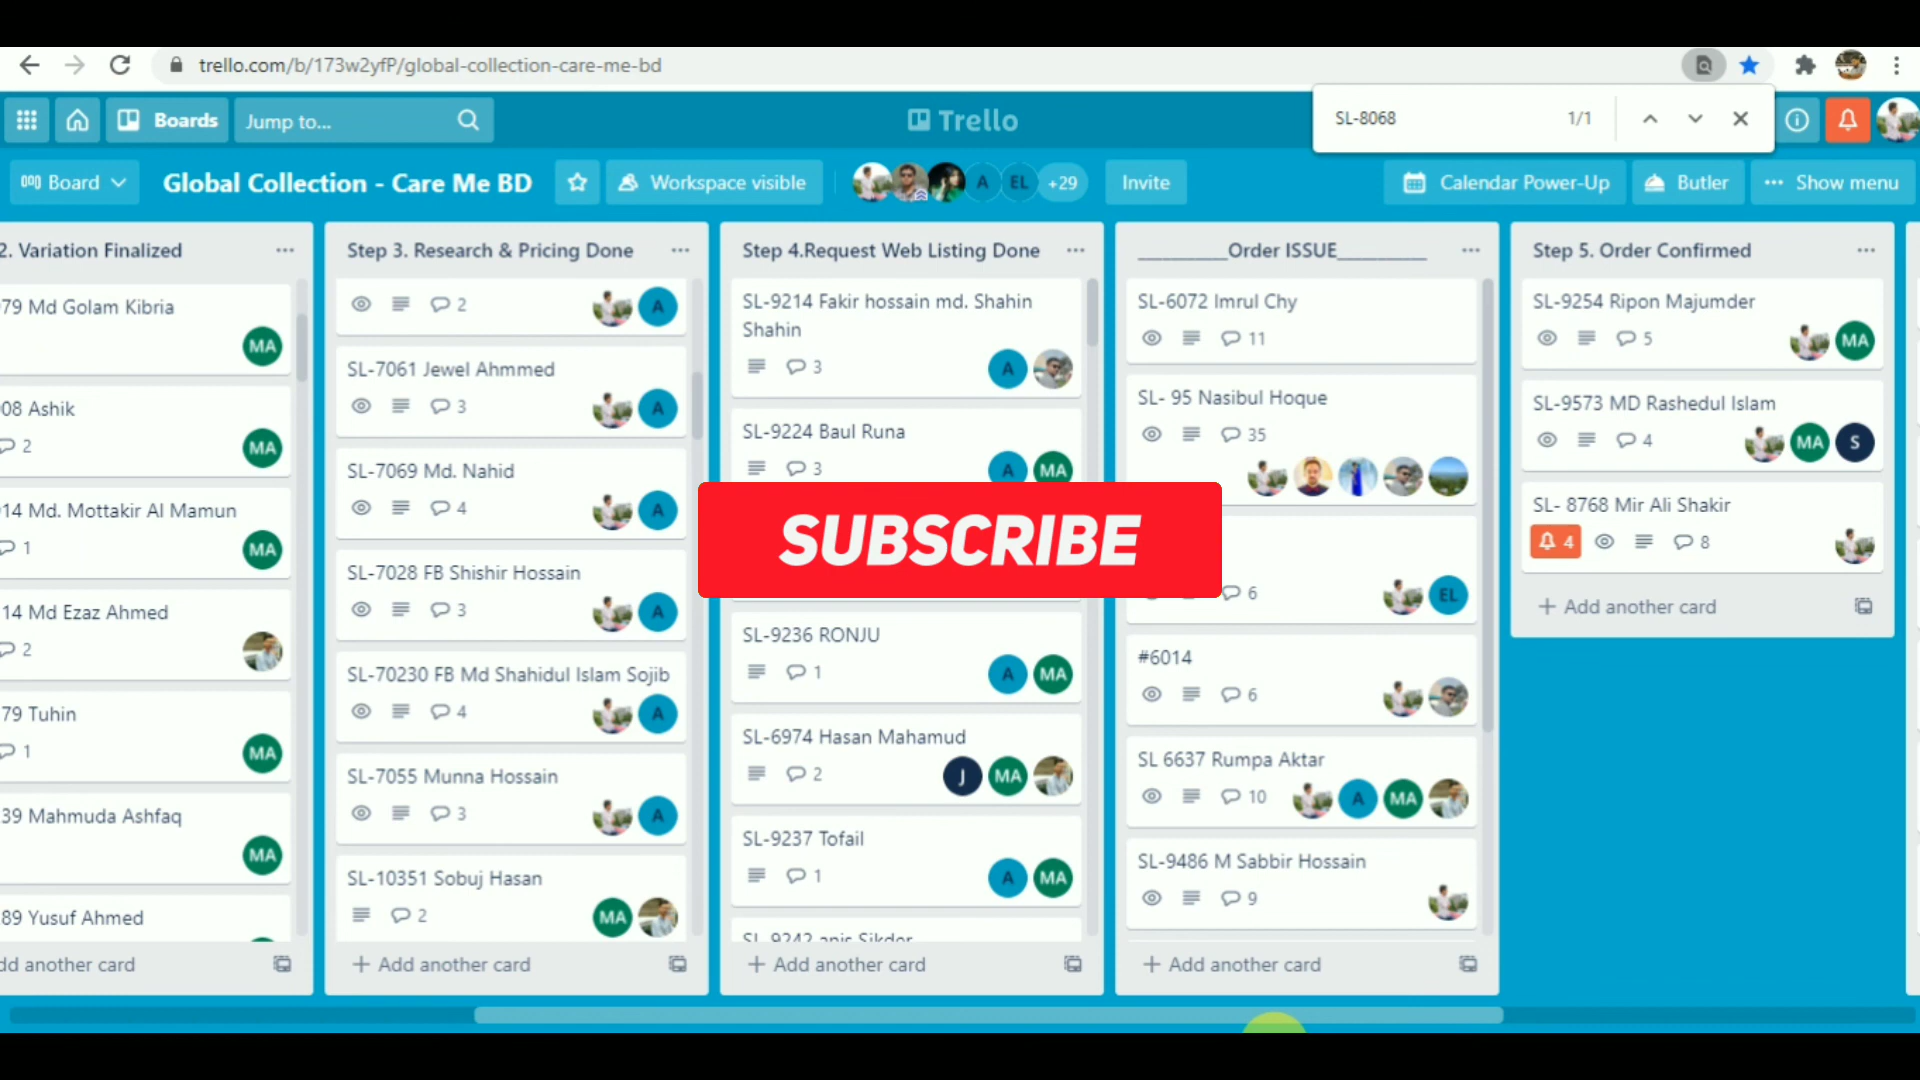 trello.com/b/173w2yfP/global-collection-care-me-bd
SL-8068 1/1
Boards
Jump to...
Trello
Board
Global Collection - Care Me BD
Workspace visible
A
EL
+29
Invite
Calendar Power-Up
Butler
Show menu
2. Variation Finalized
79 Md Golam Kibria
MA
08 Ashik
2
MA
14 Md. Mottakir Al Mamun
1
MA
14 Md Ezaz Ahmed
2
79 Tuhin
1
MA
39 Mahmuda Ashfaq
MA
89 Yusuf Ahmed
dd another card
Step 3. Research & Pricing Done
2
A
SL-7061 Jewel Ahmmed
3
A
SL-7069 Md. Nahid
4
A
SL-7028 FB Shishir Hossain
3
A
SL-70230 FB Md Shahidul Islam Sojib
4
A
SL-7055 Munna Hossain
3
A
SL-10351 Sobuj Hasan
2
MA
Add another card
Step 4.Request Web Listing Done
SL-9214 Fakir hossain md. Shahin
Shahin
3
A
SL-9224 Baul Runa
3
A MA
SUBSCRIBE
SL-9236 RONJU
1
A MA
SL-6974 Hasan Mahamud
2
J MA
SL-9237 Tofail
1
A MA
SL-9242 anis Sikder
Add another card
__________Order ISSUE__________
SL-6072 Imrul Chy
11
SL- 95 Nasibul Hoque
35
6
EL
#6014
6
SL 6637 Rumpa Aktar
10
A MA
SL-9486 M Sabbir Hossain
9
Add another card
Step 5. Order Confirmed
SL-9254 Ripon Majumder
5
MA
SL-9573 MD Rashedul Islam
4
MA S
SL- 8768 Mir Ali Shakir
4
8
Add another card